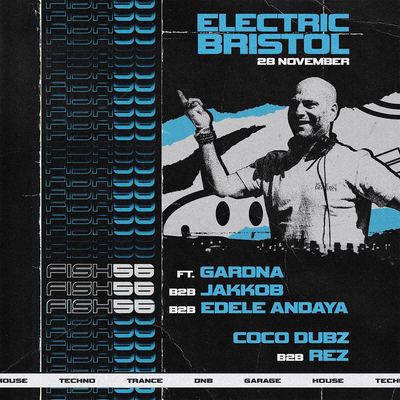 ELECTRIC
BRISTOL
28 NOVEMBER
FISH56 FT. GARDNA
FISH56 B2B JAKKOB
FISH56 B2B EDELE ANDAYA
COCO DUBZ
B2B REZ
HOUSE TECHNO TRANCE DNB GARAGE HOUSE TECH